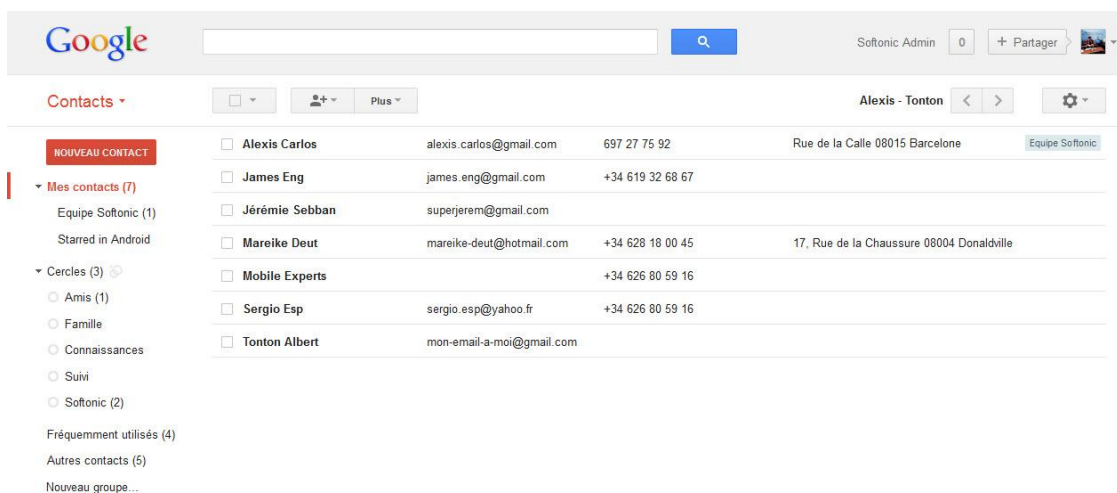 Google
Softonic Admin 0 + Partager
Contacts
Plus
Alexis - Tonton
NOUVEAU CONTACT
Mes contacts (7)
Equipe Softonic (1)
Starred in Android
Cercles (3)
Amis (1)
Famille
Connaissances
Suivi
Softonic (2)
Fréquemment utilisés (4)
Autres contacts (5)
Nouveau groupe...
Alexis Carlos alexis.carlos@gmail.com 697 27 75 92 Rue de la Calle 08015 Barcelone Equipe Softonic
James Eng james.eng@gmail.com +34 619 32 68 67
Jérémie Sebban superjerem@gmail.com
Mareike Deut mareike-deut@hotmail.com +34 628 18 00 45 17, Rue de la Chaussure 08004 Donaldville
Mobile Experts +34 626 80 59 16
Sergio Esp sergio.esp@yahoo.fr +34 626 80 59 16
Tonton Albert mon-email-a-moi@gmail.com